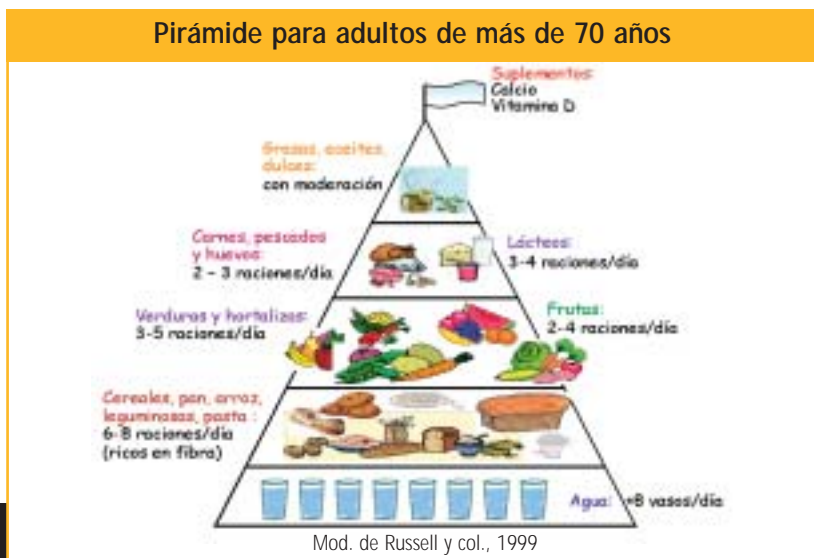 Pirámide para adultos de más de 70 años
Suplementos:
Calcio
Vitamina D
Grasas, aceites,
dulces:
con moderación
Carnes, pescados
y huevos:
2 - 3 raciones/día
Lácteos:
3-4 raciones/día
Verduras y hortalizas:
3-5 raciones/día
Frutas:
2-4 raciones/día
Cereales, pan, arroz,
leguminosas, pasta :
6-8 raciones/día
(ricos en fibra)
Agua: 8 vasos/día
Mod. de Russell y col., 1999